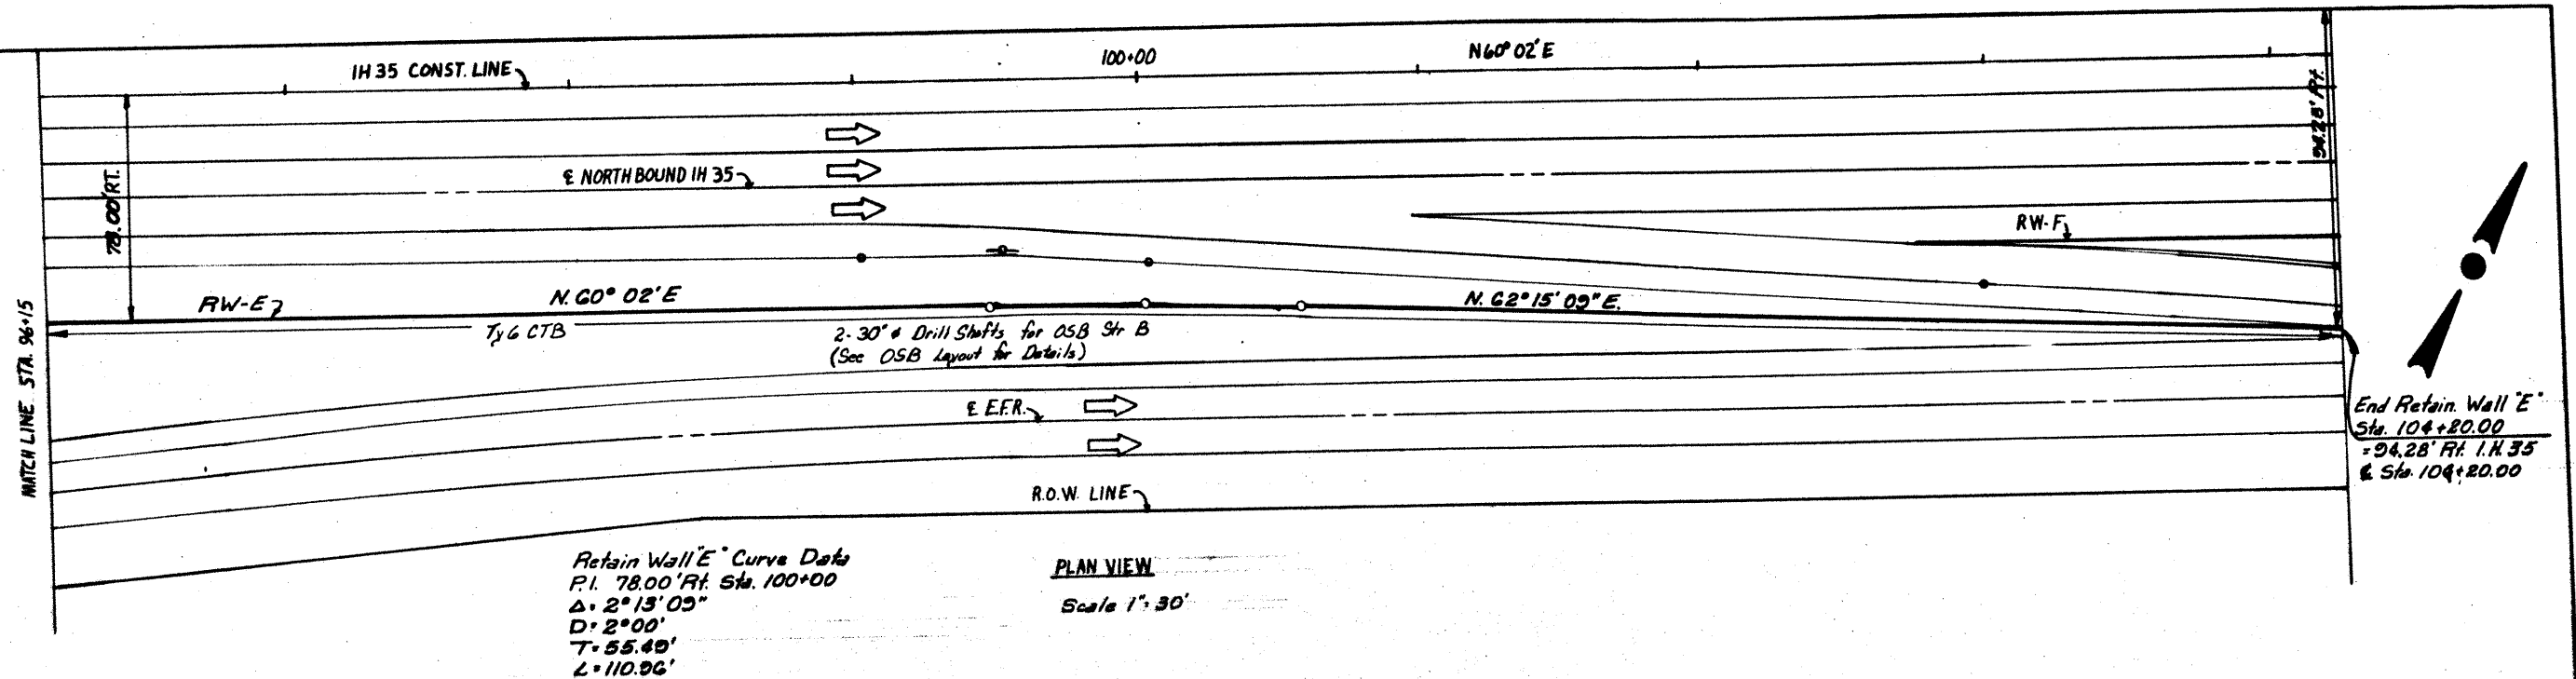 100+00
N60° 02' E
IH 35 CONST. LINE
78.00' RT.
94.28' Rt.
℄ NORTHBOUND IH 35
RW-F
RW-E
N. 60° 02' E
N. 62° 15' 09" E.
Ty 6 CTB
2-30" ɸ Drill Shafts for OSB Str B
(See OSB Layout for Details)
MATCH LINE STA. 96+15
℄ E.F.R.
End Retain. Wall "E"
Sta. 104+20.00
= 94.28' Rt. I.H. 35
℄ Sta. 104+20.00
R.O.W. LINE
Retain Wall "E" Curve Data
P.I. 78.00' Rt. Sta. 100+00
Δ = 2° 13' 09"
D = 2° 00'
T = 55.49'
L = 110.96'
PLAN VIEW
Scale 1" = 30'